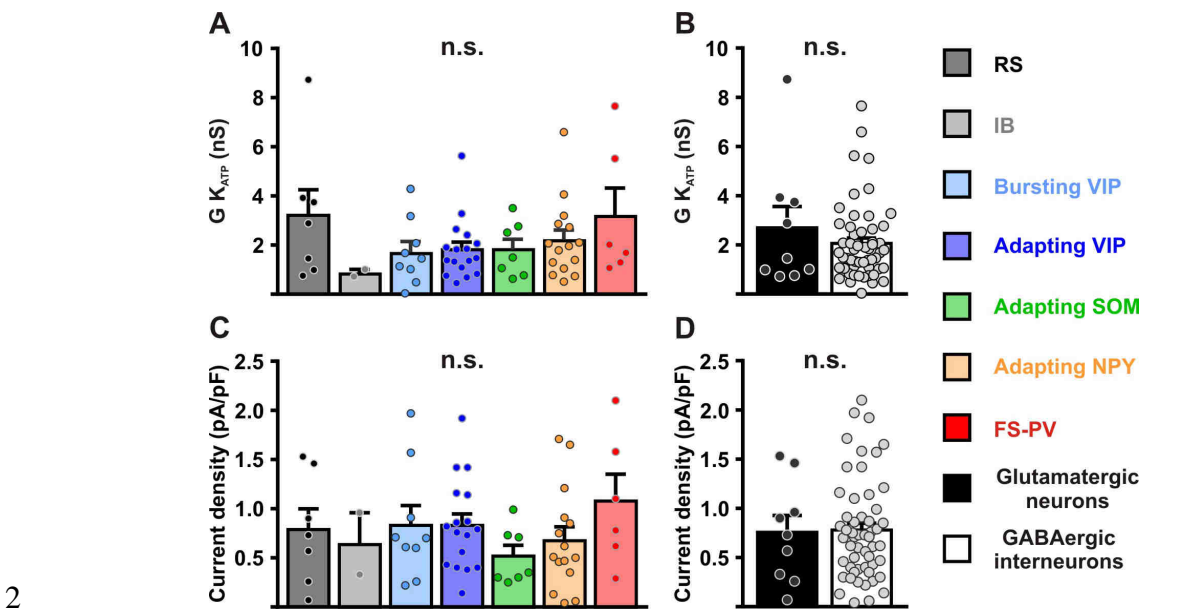 A
n.s.
G K_ATP (nS)
10
8
6
4
2
B
n.s.
G K_ATP (nS)
10
8
6
4
2
C
n.s.
Current density (pA/pF)
2.5
2.0
1.5
1.0
0.5
D
n.s.
Current density (pA/pF)
2.5
2.0
1.5
1.0
0.5
RS
IB
Bursting VIP
Adapting VIP
Adapting SOM
Adapting NPY
FS-PV
Glutamatergic
neurons
GABAergic
interneurons
2